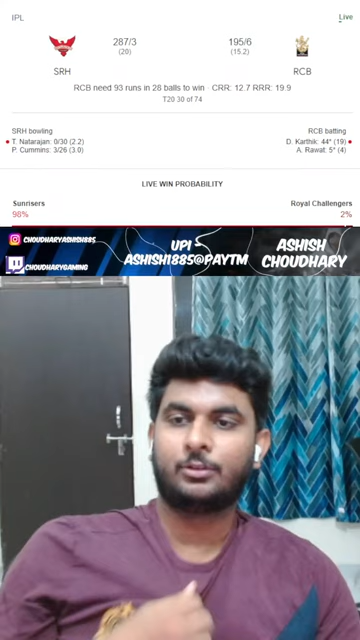 IPL
Live
287/3
(20)
195/6
(15.2)
SRH
RCB
RCB need 93 runs in 28 balls to win · CRR: 12.7 RRR: 19.9
T20 30 of 74
SRH bowling
T. Natarajan: 0/30 (2.2)
P. Cummins: 3/26 (3.0)
RCB batting
D. Karthik: 44* (19)
A. Rawat: 5* (4)
LIVE WIN PROBABILITY
Sunrisers
98%
Royal Challengers
2%
CHOUDHARYASHISH885
CHOUDHARYGAMING
UPI -
ASHISH1885@PAYTM
ASHISH
CHOUDHARY